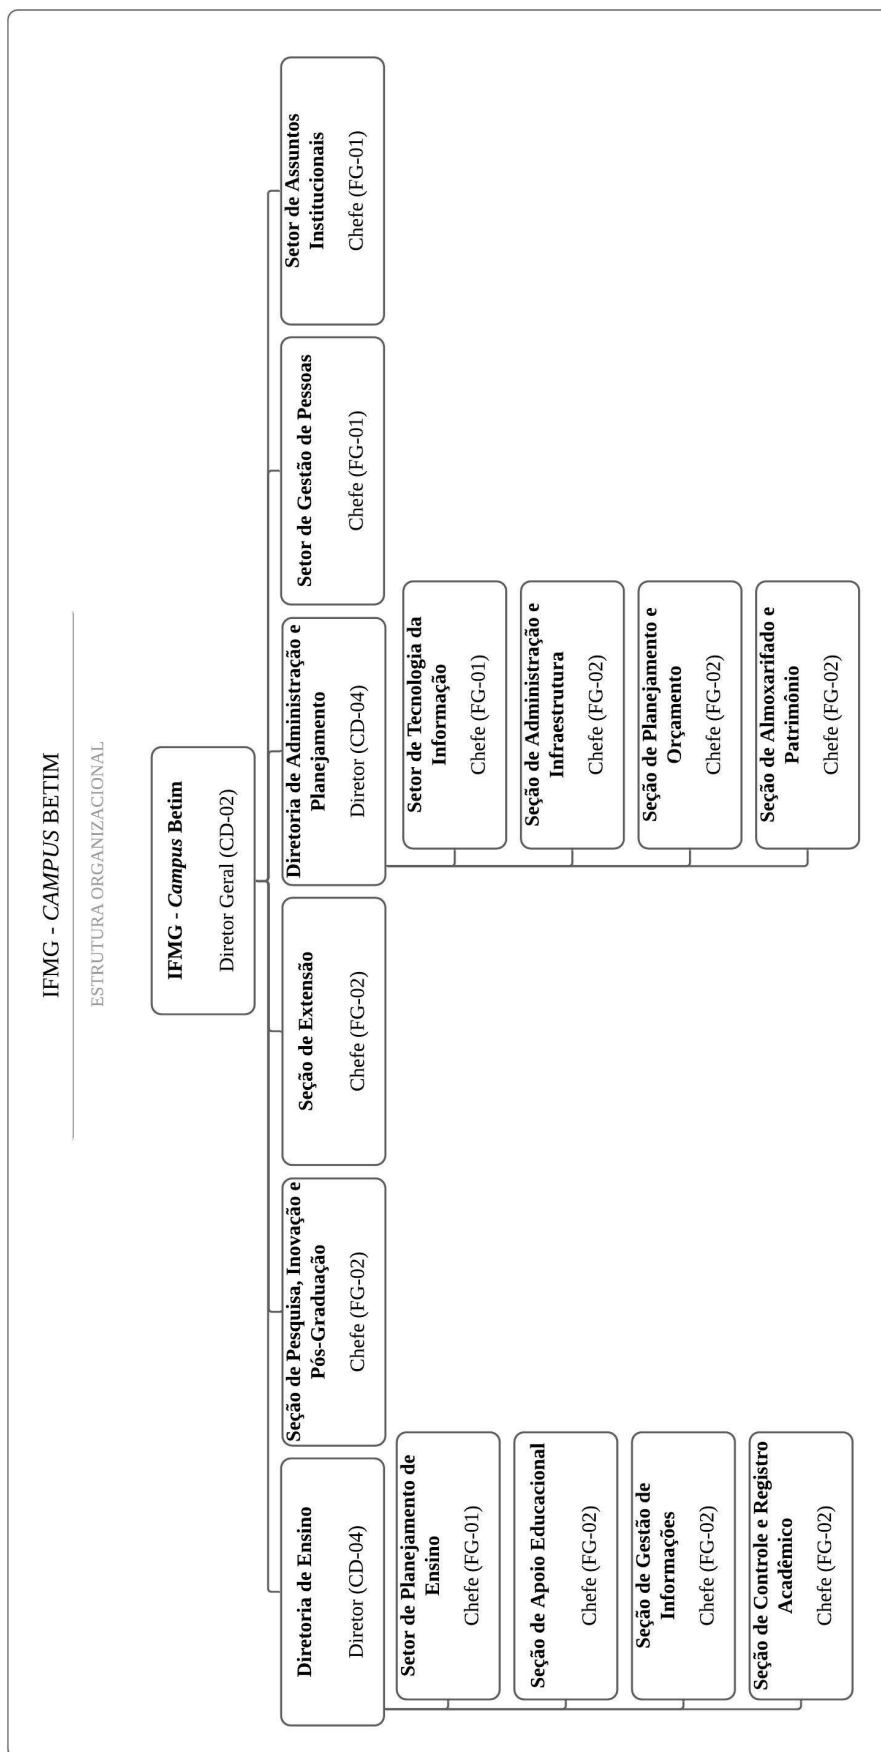 IFMG - CAMPUS BETIM
ESTRUTURA ORGANIZACIONAL
IFMG - Campus Betim
Diretor Geral (CD-02)
Diretoria de Ensino
Diretor (CD-04)
Setor de Planejamento de
Ensino
Chefe (FG-01)
Seção de Apoio Educacional
Chefe (FG-02)
Seção de Gestão de
Informações
Chefe (FG-02)
Seção de Controle e Registro
Acadêmico
Chefe (FG-02)
Seção de Pesquisa, Inovação e
Pós-Graduação
Chefe (FG-02)
Seção de Extensão
Chefe (FG-02)
Diretoria de Administração e
Planejamento
Diretor (CD-04)
Setor de Tecnologia da
Informação
Chefe (FG-01)
Seção de Administração e
Infraestrutura
Chefe (FG-02)
Seção de Planejamento e
Orçamento
Chefe (FG-02)
Seção de Almoxarifado e
Patrimônio
Chefe (FG-02)
Setor de Gestão de Pessoas
Chefe (FG-01)
Setor de Assuntos
Institucionais
Chefe (FG-01)